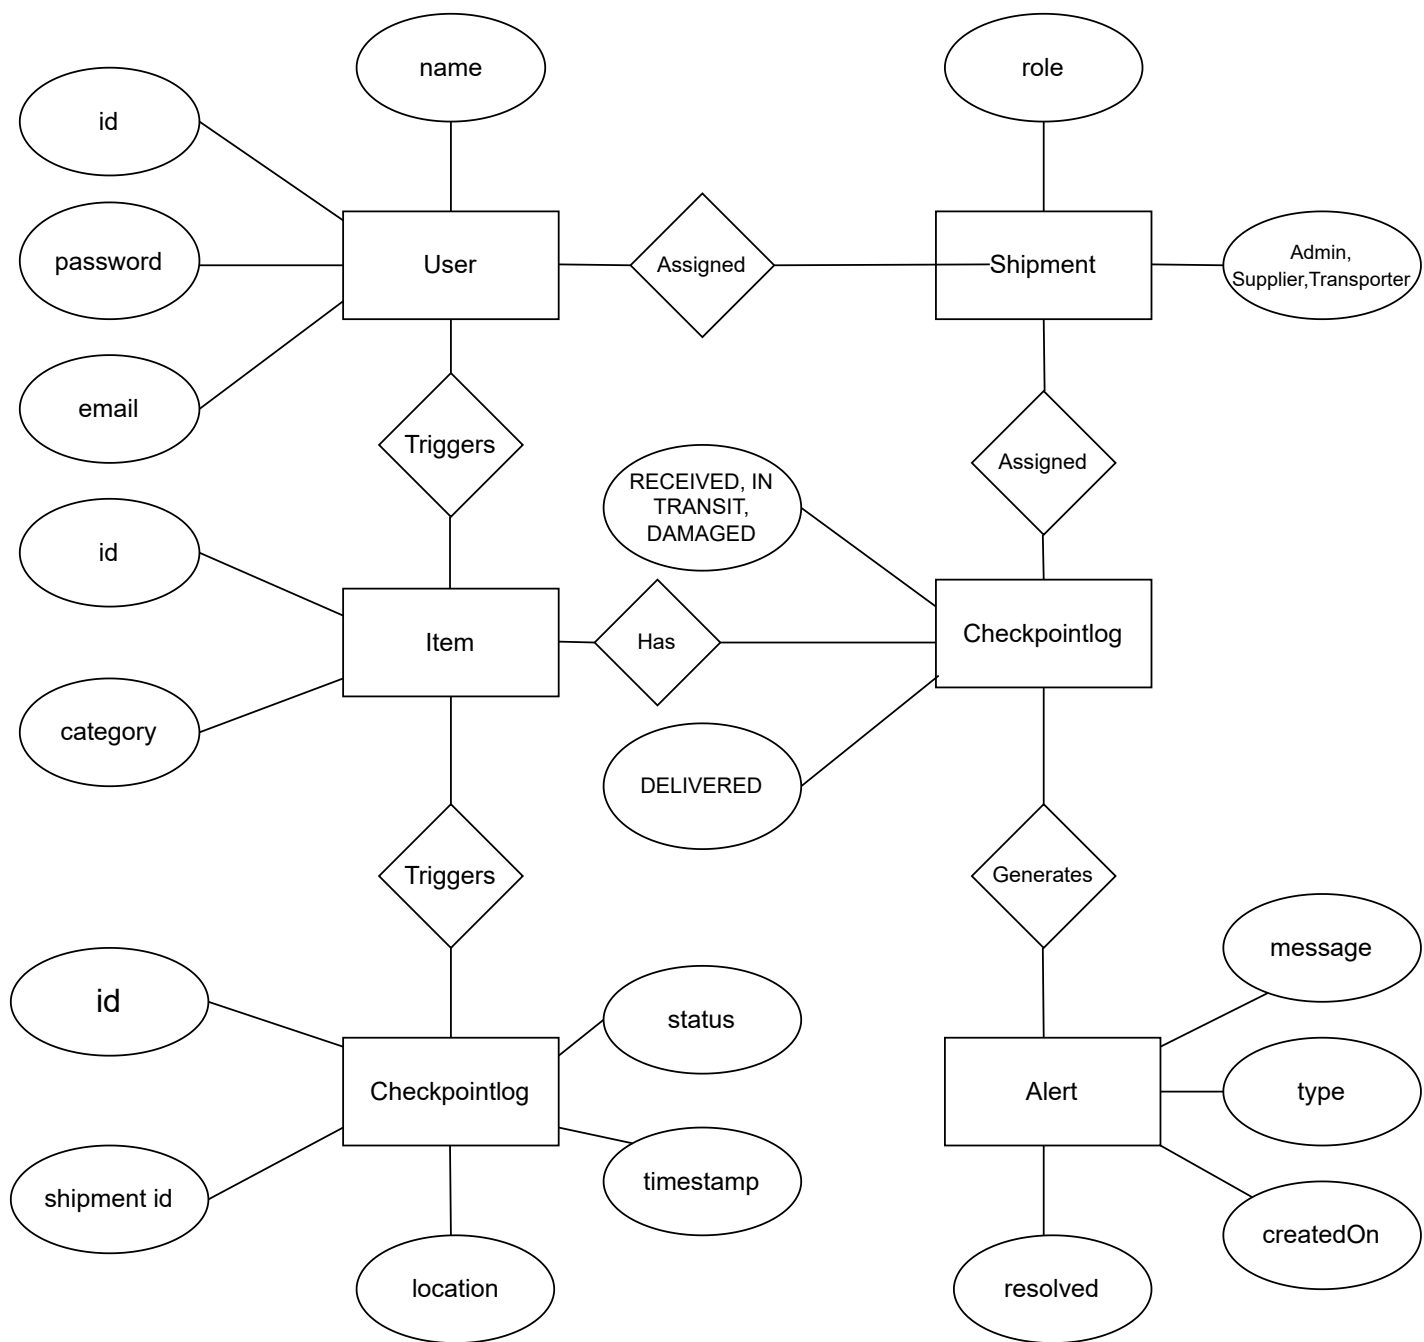 name
role
id
password
User
Assigned
Shipment
Admin,
Supplier,Transporter
email
Triggers
Assigned
RECEIVED, IN
TRANSIT,
DAMAGED
id
Item
Has
Checkpointlog
category
DELIVERED
Triggers
Generates
message
id
status
Checkpointlog
Alert
type
shipment id
timestamp
createdOn
location
resolved